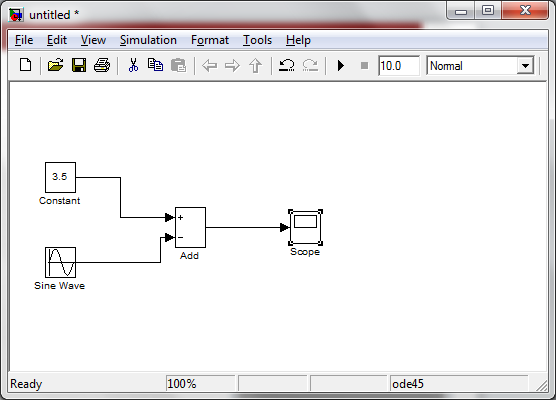 untitled *
File Edit View Simulation Format Tools Help
10.0 Normal
3.5
Constant
+
−
Add
Scope
Sine Wave
Ready 100% ode45